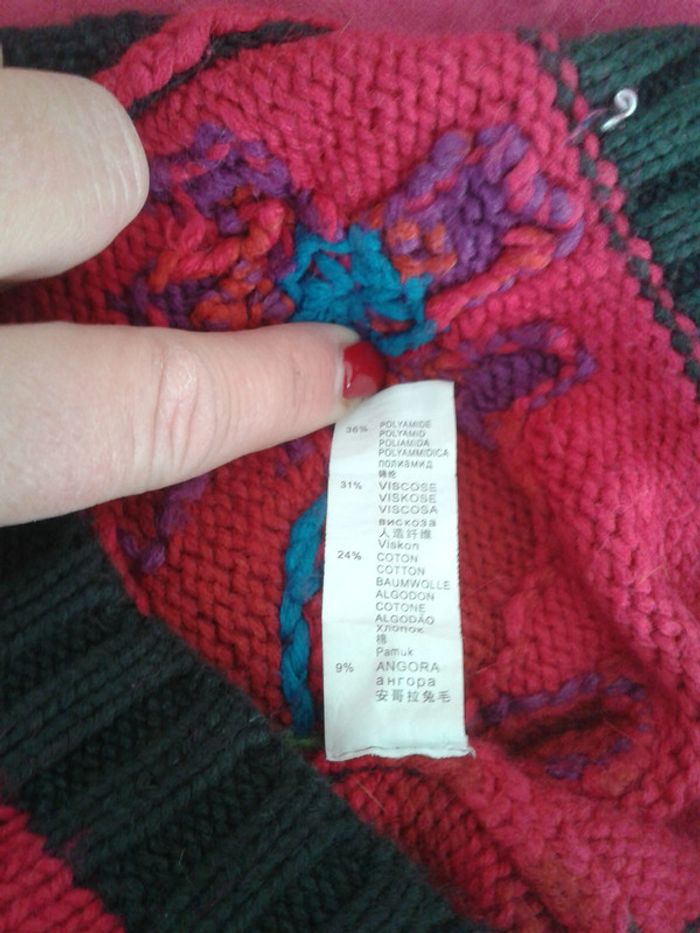 36% POLYAMIDE
POLYAMID
POLIAMIDA
POLYAMMIDICA
полиамид
锦纶
31% VISCOSE
VISKOSE
VISCOSA
вискоза
人造纤维
Viskon
24% COTON
COTTON
BAUMWOLLE
ALGODON
COTONE
ALGODÃO
хлопок
棉
Pamuk
9% ANGORA
ангора
安哥拉兔毛